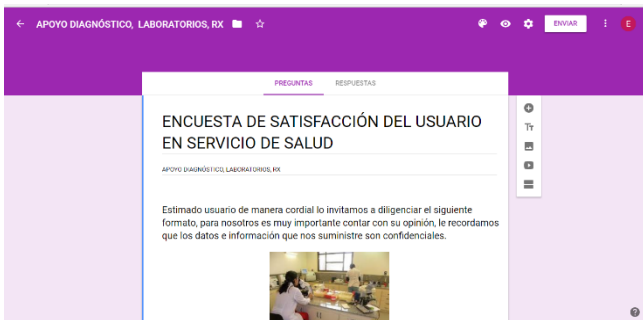 APOYO DIAGNÓSTICO, LABORATORIOS, RX
ENVIAR
E
PREGUNTAS RESPUESTAS
ENCUESTA DE SATISFACCIÓN DEL USUARIO
EN SERVICIO DE SALUD
Tт
APOYO DIAGNÓSTICO, LABORATORIOS, RX
Estimado usuario de manera cordial lo invitamos a diligenciar el siguiente
formato, para nosotros es muy importante contar con su opinión, le recordamos
que los datos e información que nos suministre son confidenciales.